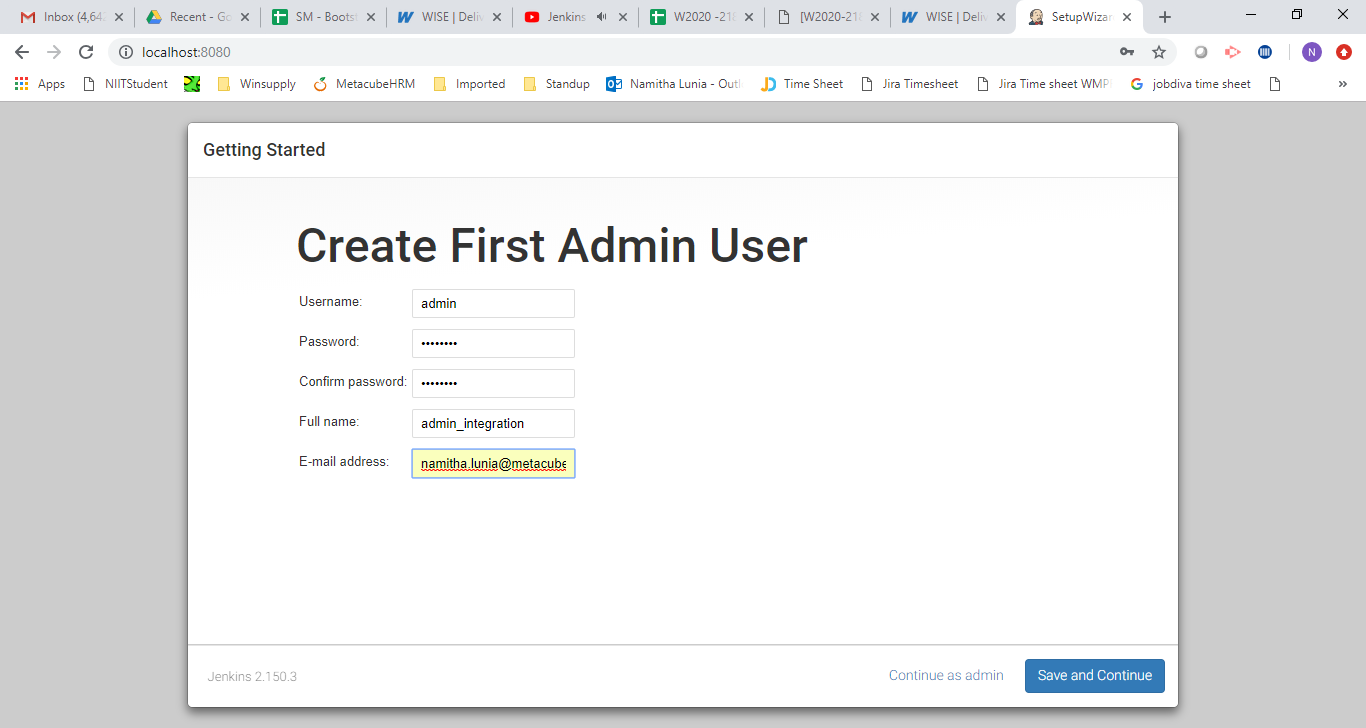 Inbox (4,642
Recent - Go
SM - Bootst
WISE | Deliv
Jenkins
W2020 -218
[W2020-218
WISE | Deliv
SetupWizar
localhost:8080
N
Apps
NIITStudent
Winsupply
MetacubeHRM
Imported
Standup
Namitha Lunia - Outl
Time Sheet
Jira Timesheet
Jira Time sheet WMP
jobdiva time sheet
»
Getting Started
Create First Admin User
Username:
admin
Password:
••••••••
Confirm password:
••••••••
Full name:
admin_integration
E-mail address:
namitha.lunia@metacube
Jenkins 2.150.3
Continue as admin
Save and Continue